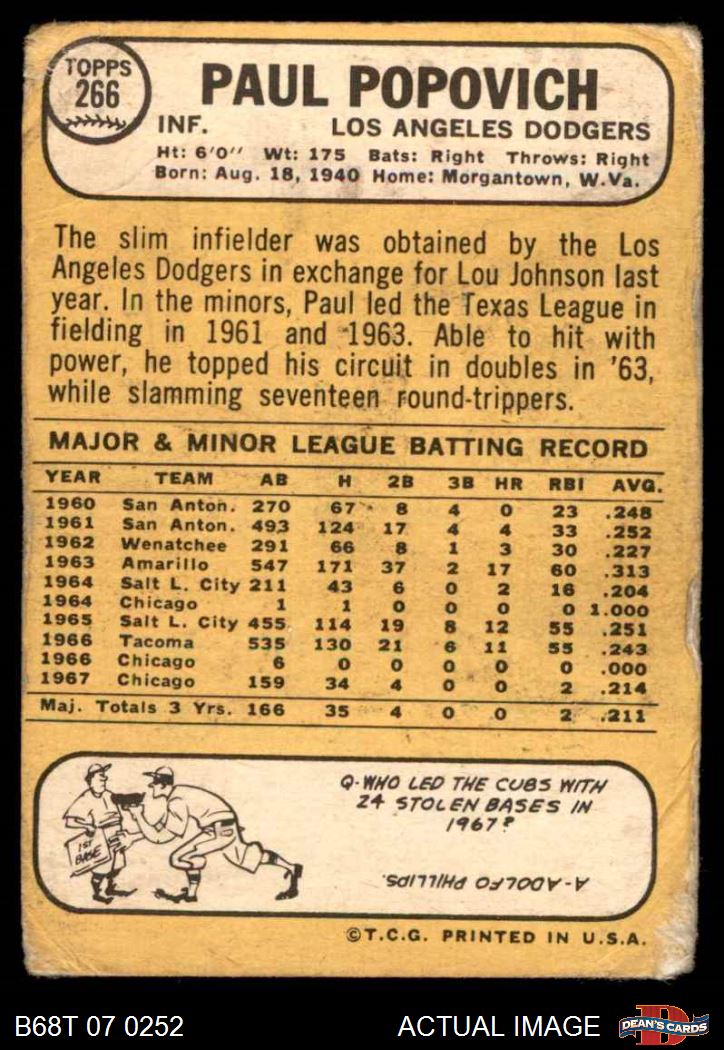 TOPPS
266
PAUL POPOVICH
INF. LOS ANGELES DODGERS
Ht: 6'0'' Wt: 175 Bats: Right Throws: Right
Born: Aug. 18, 1940 Home: Morgantown, W.Va.
The slim infielder was obtained by the Los
Angeles Dodgers in exchange for Lou Johnson last
year. In the minors, Paul led the Texas League in
fielding in 1961 and 1963. Able to hit with
power, he topped his circuit in doubles in '63,
while slamming seventeen round-trippers.
MAJOR & MINOR LEAGUE BATTING RECORD
YEAR TEAM AB H 2B 3B HR RBI AVG.
1960 San Anton. 270 67 8 4 0 23 .248
1961 San Anton. 493 124 17 4 4 33 .252
1962 Wenatchee 291 66 8 1 3 30 .227
1963 Amarillo 547 171 37 2 17 60 .313
1964 Salt L. City 211 43 6 0 2 16 .204
1964 Chicago 1 1 0 0 0 0 1.000
1965 Salt L. City 455 114 19 8 12 55 .251
1966 Tacoma 535 130 21 6 11 55 .243
1966 Chicago 6 0 0 0 0 0 .000
1967 Chicago 159 34 4 0 0 2 .214
Maj. Totals 3 Yrs. 166 35 4 0 0 2 .211
1ST
BASE
Q-WHO LED THE CUBS WITH
24 STOLEN BASES IN
1967?
A-ADOLFO PHILLIPS.
©T.C.G. PRINTED IN U.S.A.
B68T 07 0252 ACTUAL IMAGE
D
DEAN'S CARDS